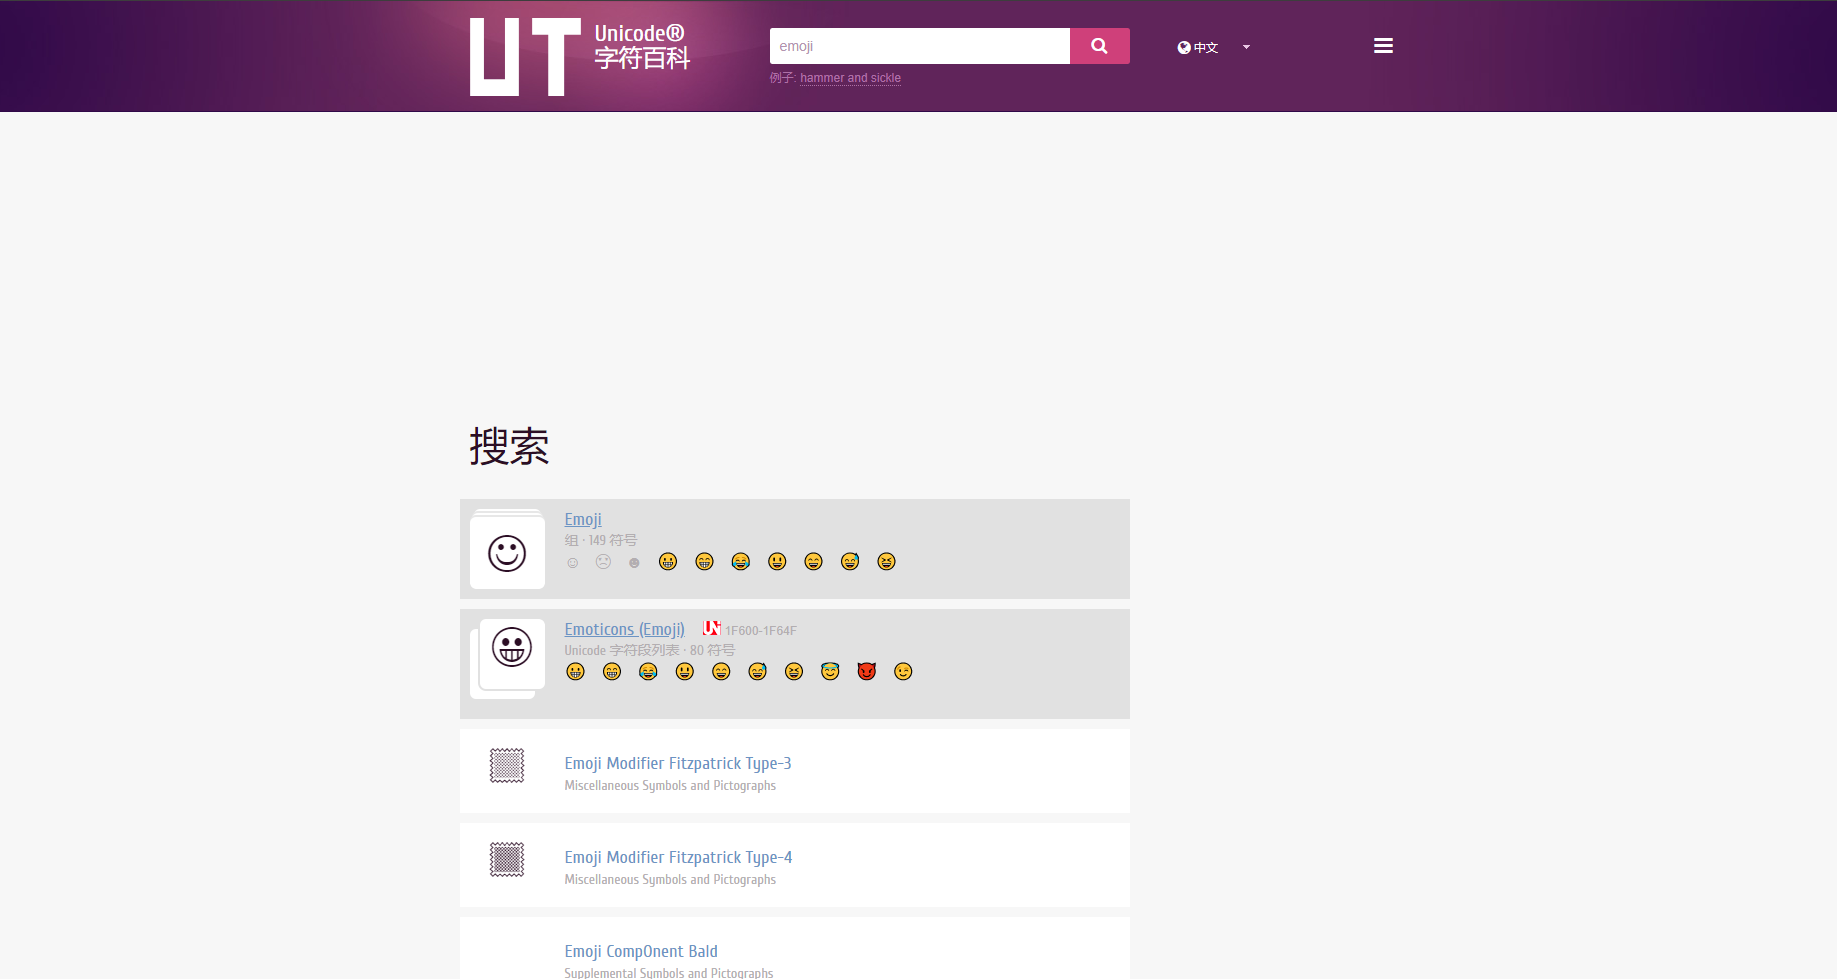 UT
Unicode®
字符百科
emoji
中文
例子: hammer and sickle
搜索
Emoji
组 · 149 符号
☺ ☹ ☻ 😀 😁 😂 😃 😄 😅 😆
Emoticons (Emoji) 1F600-1F64F
Unicode 字符段列表 · 80 符号
😀 😁 😂 😃 😄 😅 😆 😇 😈 😉
Emoji Modifier Fitzpatrick Type-3
Miscellaneous Symbols and Pictographs
Emoji Modifier Fitzpatrick Type-4
Miscellaneous Symbols and Pictographs
Emoji Comp0nent Bald
Supplemental Symbols and Pictographs